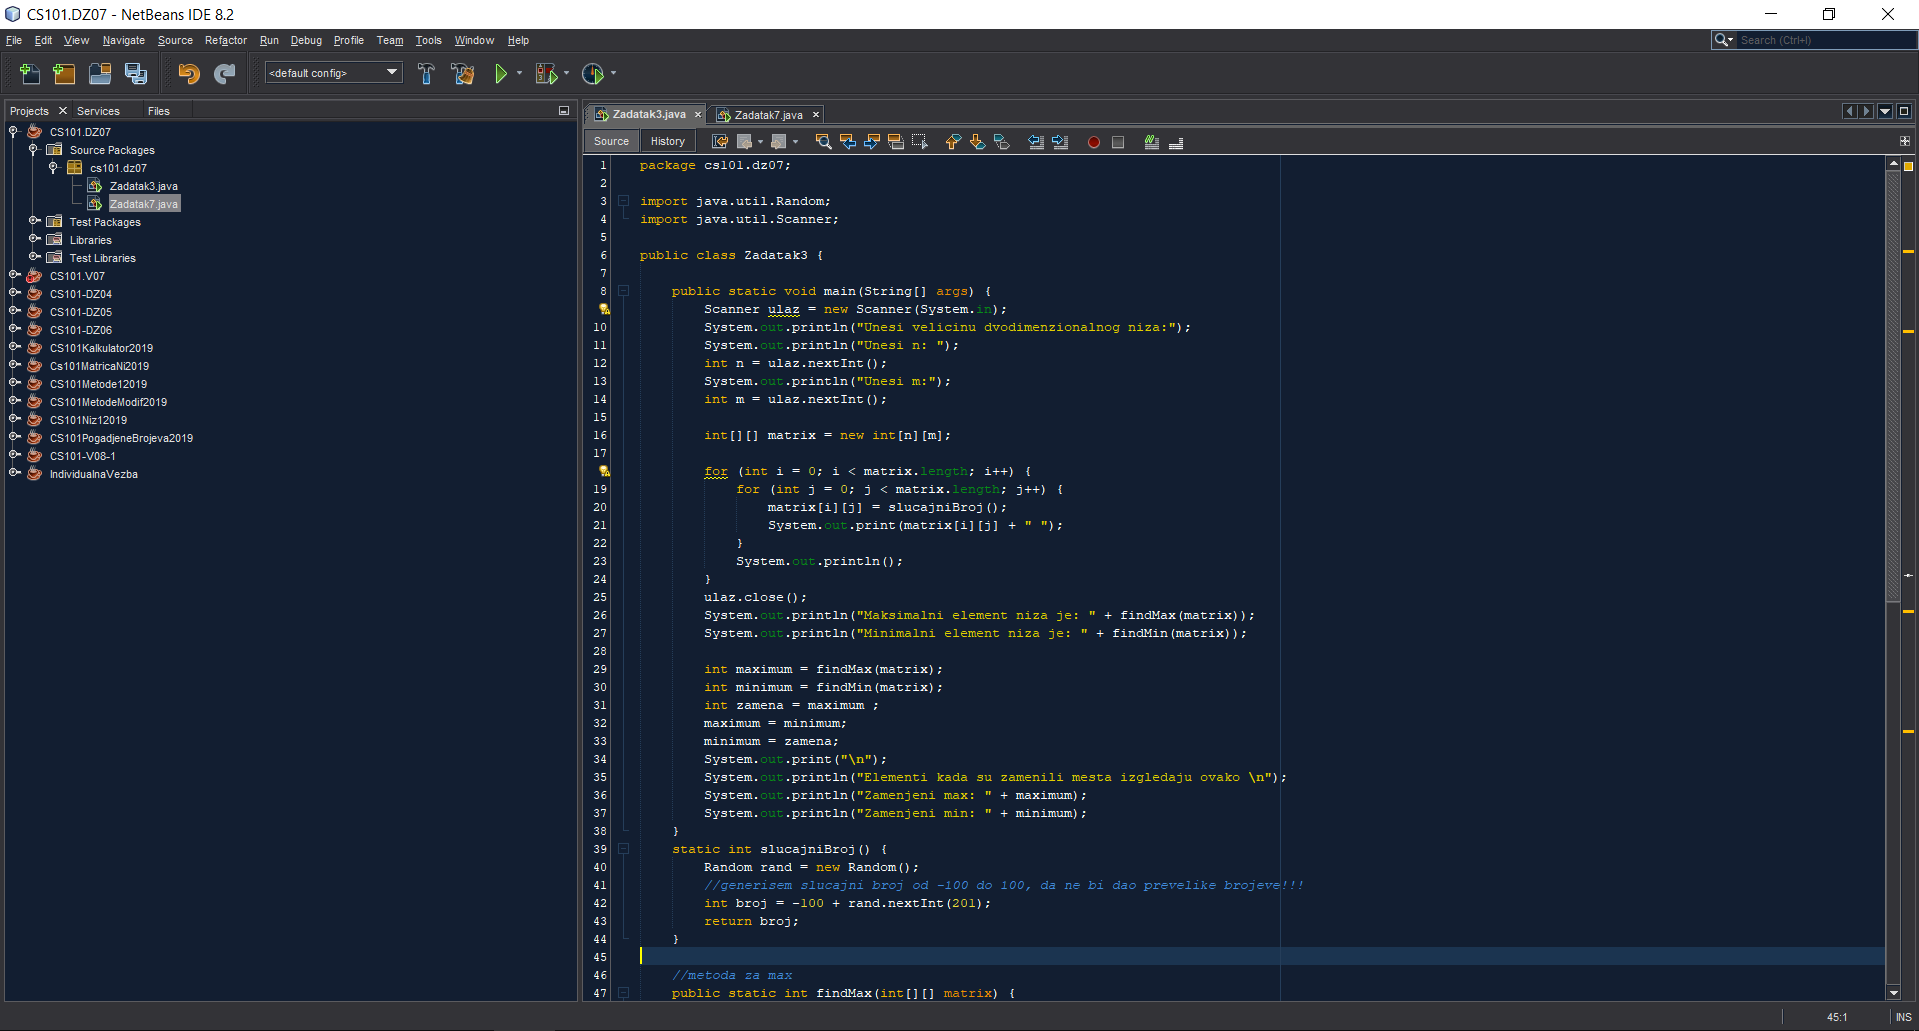 CS101.DZ07 - NetBeans IDE 8.2
File Edit View Navigate Source Refactor Run Debug Profile Team Tools Window Help
Search (Ctrl+I)
<default config>
Projects Services Files
CS101.DZ07
Source Packages
cs101.dz07
Zadatak3.java
Zadatak7.java
Test Packages
Libraries
Test Libraries
CS101.V07
CS101-DZ04
CS101-DZ05
CS101-DZ06
CS101Kalkulator2019
Cs101MatricaNi2019
CS101Metode12019
CS101MetodeModif2019
CS101Niz12019
CS101PogadjeneBrojeva2019
CS101-V08-1
IndividualnaVezba
Zadatak3.java Zadatak7.java
Source History
1 package cs101.dz07;
2
3 import java.util.Random;
4 import java.util.Scanner;
5
6 public class Zadatak3 {
7
8 public static void main(String[] args) {
Scanner ulaz = new Scanner(System.in);
10 System.out.println("Unesi velicinu dvodimenzionalnog niza:");
11 System.out.println("Unesi n: ");
12 int n = ulaz.nextInt();
13 System.out.println("Unesi m:");
14 int m = ulaz.nextInt();
15
16 int[][] matrix = new int[n][m];
17
for (int i = 0; i < matrix.length; i++) {
19 for (int j = 0; j < matrix.length; j++) {
20 matrix[i][j] = slucajniBroj();
21 System.out.print(matrix[i][j] + " ");
22 }
23 System.out.println();
24 }
25 ulaz.close();
26 System.out.println("Maksimalni element niza je: " + findMax(matrix));
27 System.out.println("Minimalni element niza je: " + findMin(matrix));
28
29 int maximum = findMax(matrix);
30 int minimum = findMin(matrix);
31 int zamena = maximum ;
32 maximum = minimum;
33 minimum = zamena;
34 System.out.print("\n");
35 System.out.println("Elementi kada su zamenili mesta izgledaju ovako \n");
36 System.out.println("Zamenjeni max: " + maximum);
37 System.out.println("Zamenjeni min: " + minimum);
38 }
39 static int slucajniBroj() {
40 Random rand = new Random();
41 //generisem slucajni broj od -100 do 100, da ne bi dao prevelike brojeve!!!
42 int broj = -100 + rand.nextInt(201);
43 return broj;
44 }
45
46 //metoda za max
47 public static int findMax(int[][] matrix) {
45:1 INS